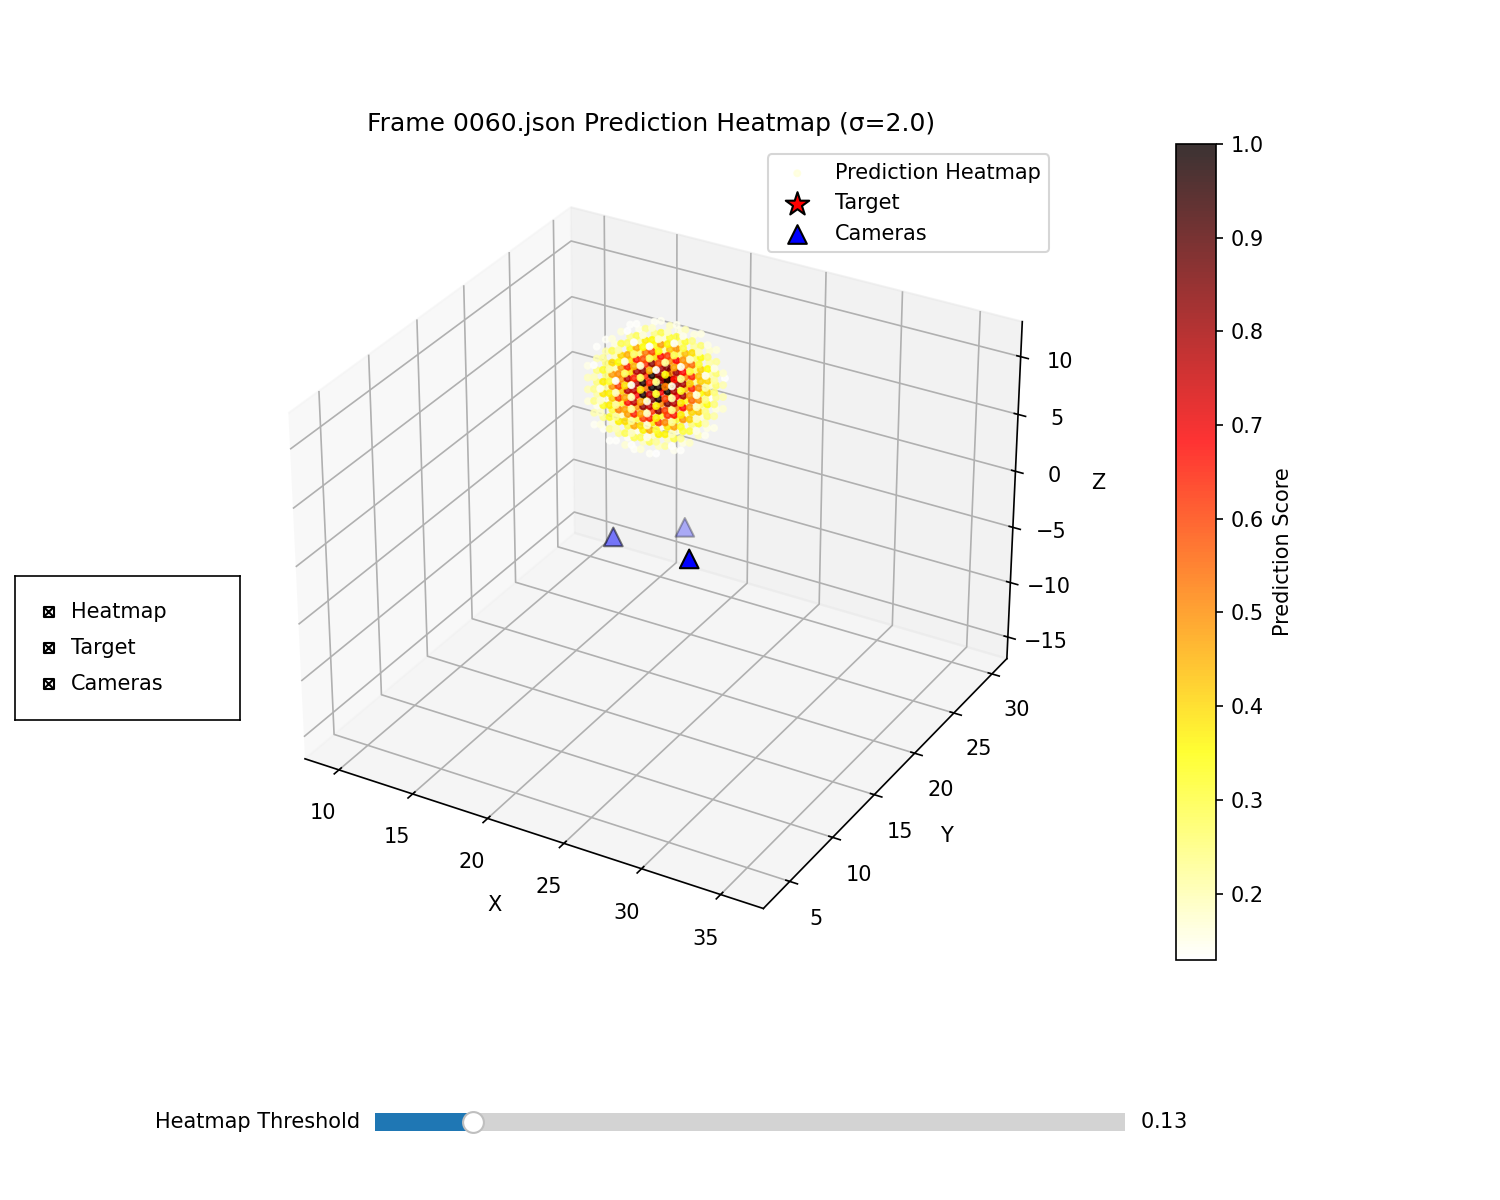 Frame 0060.json Prediction Heatmap (σ=2.0)
Prediction Heatmap
Target
Cameras
1.0
0.9
0.8
0.7
0.6
0.5
0.4
0.3
0.2
Prediction Score
10
5
0
−5
−10
−15
Z
30
25
20
15
10
5
Y
10
15
20
25
30
35
X
Heatmap
Target
Cameras
Heatmap Threshold
0.13